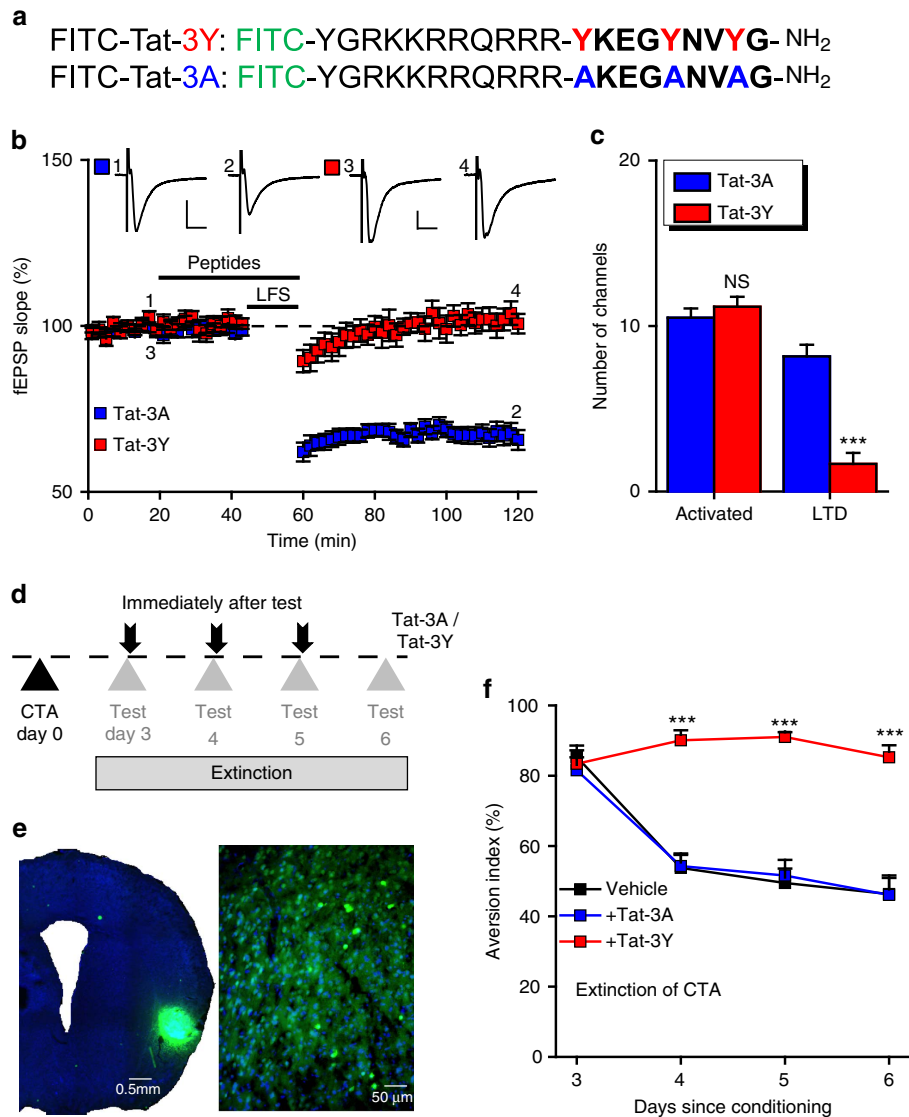 a
FITC-Tat-3Y: FITC-YGRKKRRQRRR-YKEGYNVYG-NH2
FITC-Tat-3A: FITC-YGRKKRRQRRR-AKEGANVAG-NH2
b
150
100
50
fEPSP slope (%)
1
2
3
4
Peptides
LFS
1
3
4
2
Tat-3A
Tat-3Y
0
20
40
60
80
100
120
Time (min)
c
20
10
0
Number of channels
Tat-3A
Tat-3Y
NS
***
Activated
LTD
d
Immediately after test
Tat-3A /
Tat-3Y
CTA
day 0
Test
day 3
Test
4
Test
5
Test
6
Extinction
e
0.5mm
50 µm
f
100
80
60
40
20
0
Aversion index (%)
***
***
***
Vehicle
+Tat-3A
+Tat-3Y
Extinction of CTA
3
4
5
6
Days since conditioning